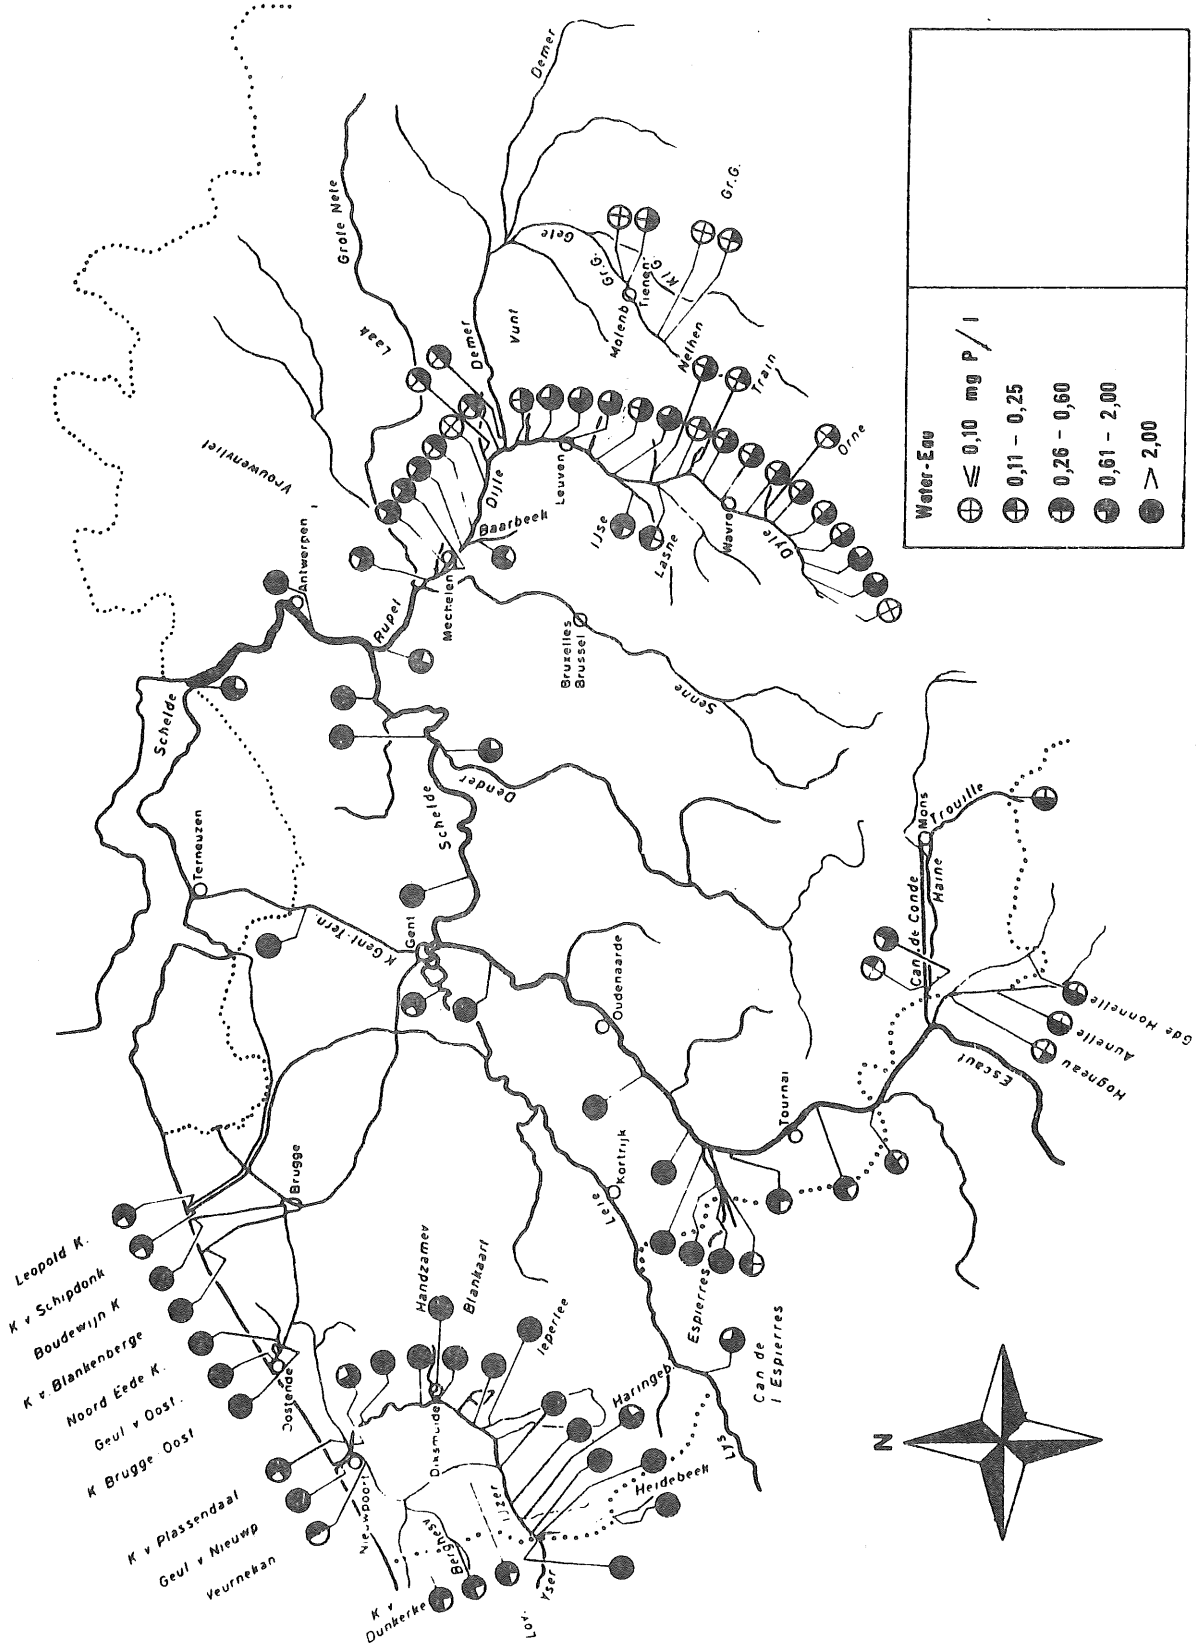 Water-Eau
≤ 0,10 mg P/l
0,11 - 0,25
0,26 - 0,60
0,61 - 2,00
> 2,00
N
Demer
Grote Nete
Laak
Vrouwenvliet
Demer
Vunt
Gete
Gr.G.
Gr.G.
Kl G.
Tienen
Molenb
Nethen
Train
Orne
Dijle
Leuven
Baarbeek
IJse
Lasne
Wavre
Dyle
Antwerpen
Rupel
Mechelen
Bruxelles
Brussel
Senne
Schelde
Terneuzen
Schelde
Dender
K Gent-Tern.
Gent
Oudenaarde
Mons
Trouille
Haine
Can. de Conde
Gde Honnelle
Aunelle
Hogneau
Escaut
Tournai
Kortrijk
Leie
Espierres
Can de
l Espierres
Lys
Brugge
Leopold K.
K v Schipdonk
Boudewijn K
K v. Blankenberge
Noord Eede K.
Geul v Oost.
K Brugge Oost
K v Plassendaal
Geul v Nieuwp
Veurnekan
Oostende
Nieuwpoort
Diksmuide
Handzamev
Blankaart
Ieperlee
Haringeb.
Heidebeek
IJzer
Yser
Bergnesv
K v
Dunkerke
Lov.